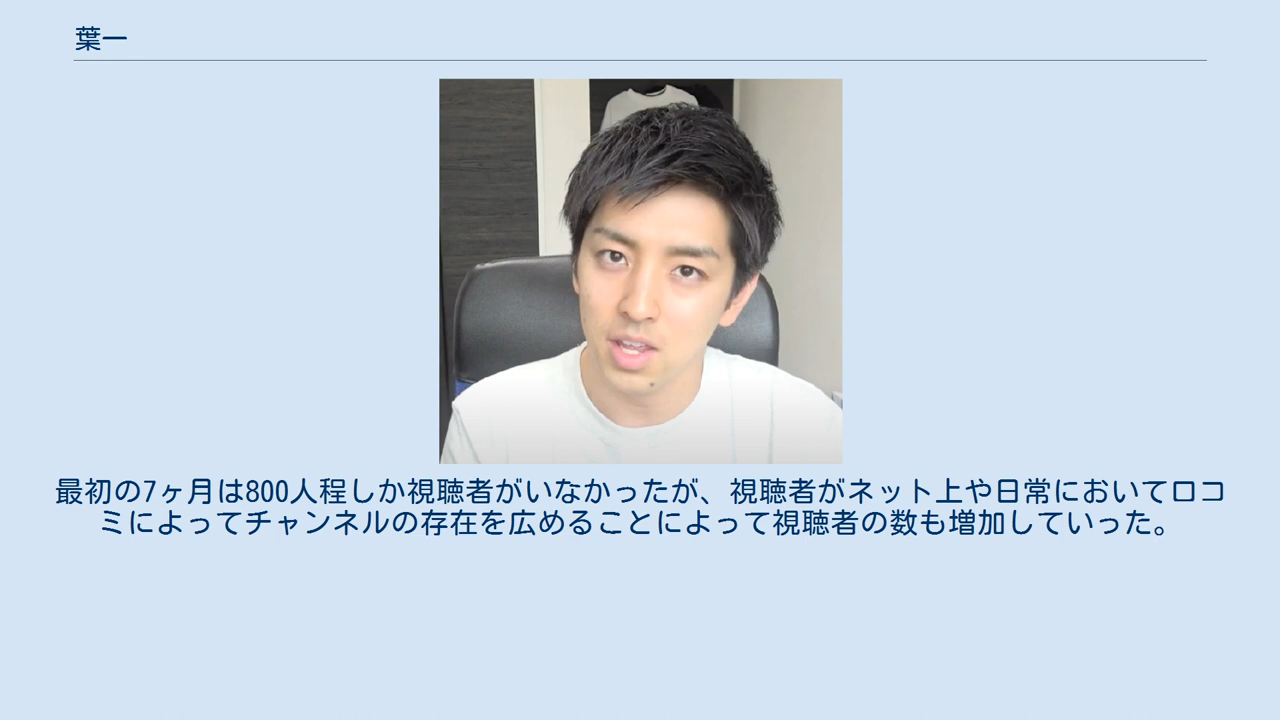 葉一
最初の7ヶ月は800人程しか視聴者がいなかったが、視聴者がネット上や日常において口コ
ミによってチャンネルの存在を広めることによって視聴者の数も増加していった。